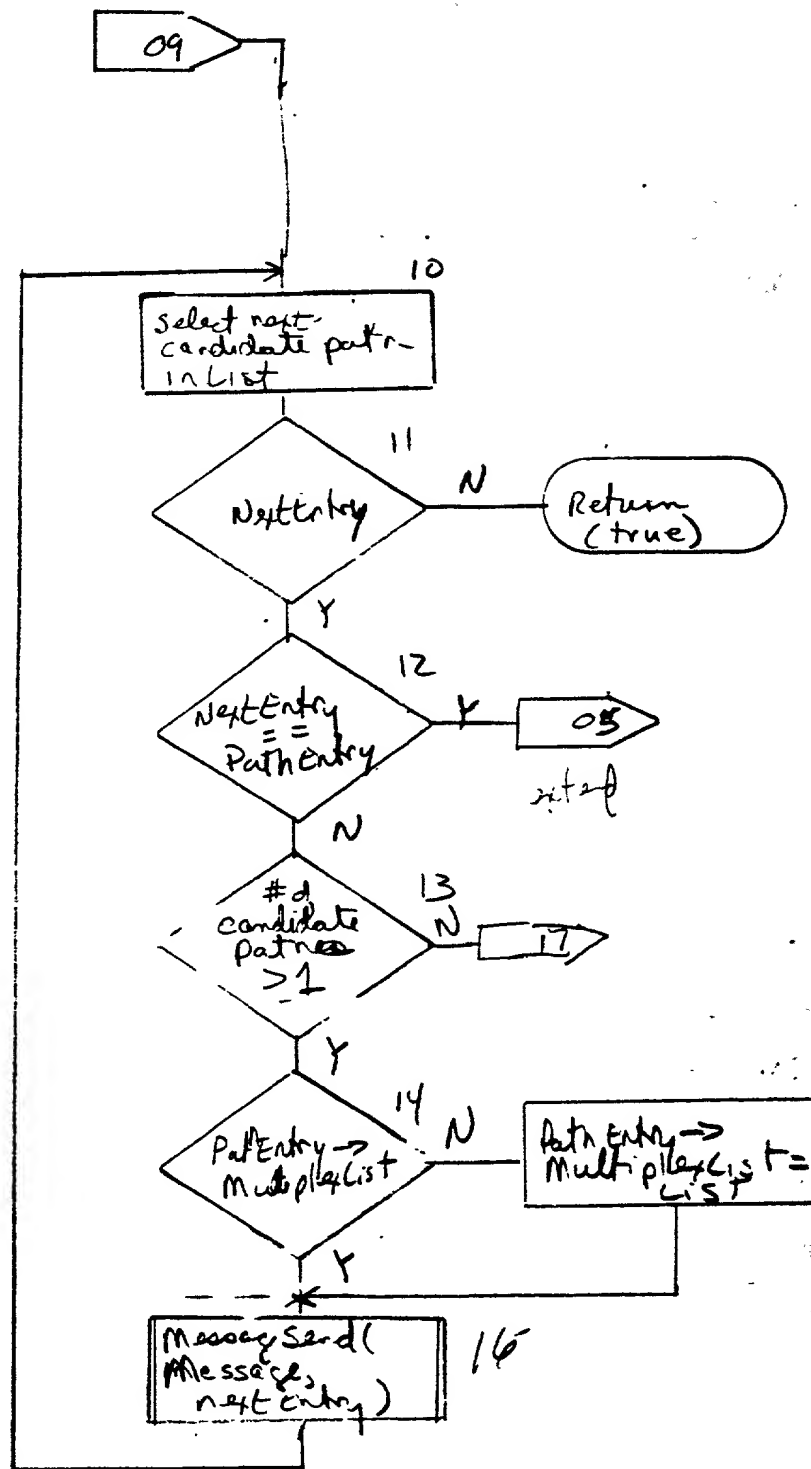 09
10
select next
candidate path
in List
11
NextEntry
N
Return
(true)
Y
12
NextEntry
==
PathEntry
Y
05
N
13
# of
candidate
paths
>1
N
17
Y
14
PathEntry →
MultiplexList
N
Path Entry →
MultiplexList =
List
Y
MessageSend(
Message,
nextEntry)
16